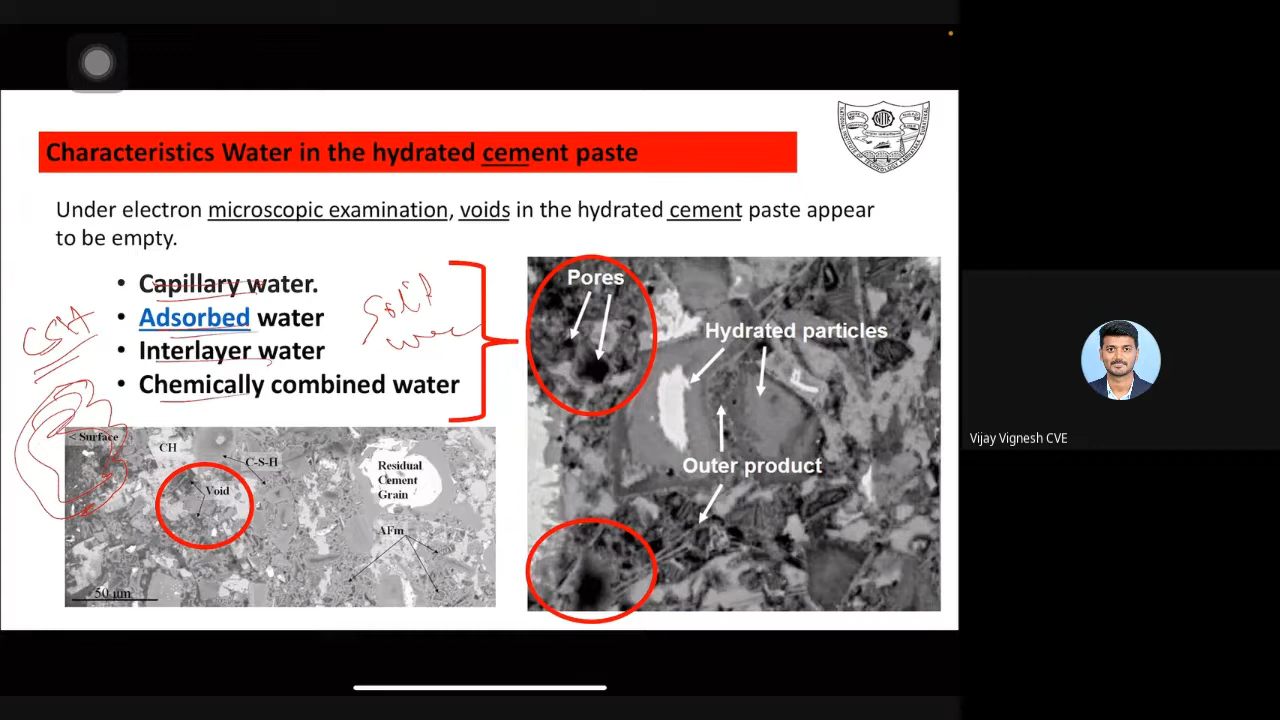 Characteristics Water in the hydrated cement paste
Under electron microscopic examination, voids in the hydrated cement paste appear
to be empty.
• Capillary water.
• Adsorbed water
• Interlayer water
• Chemically combined water
CSH
Solid
Pores
Hydrated particles
Outer product
< Surface
CH
C-S-H
Void
Residual
Cement
Grain
AFm
50 µm
Vijay Vignesh CVE